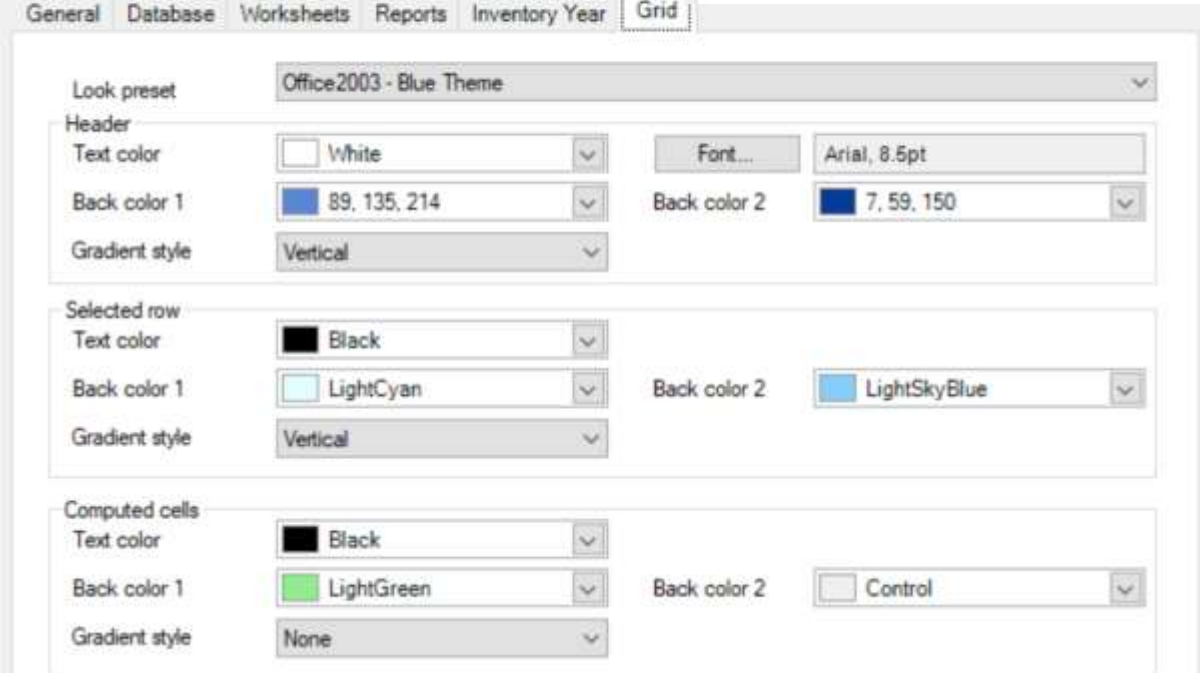 General Database Worksheets Reports Inventory Year Grid
Look preset Office2003 - Blue Theme
Header
Text color White Font... Arial, 8.5pt
Back color 1 89, 135, 214 Back color 2 7, 59, 150
Gradient style Vertical
Selected row
Text color Black
Back color 1 LightCyan Back color 2 LightSkyBlue
Gradient style Vertical
Computed cells
Text color Black
Back color 1 LightGreen Back color 2 Control
Gradient style None